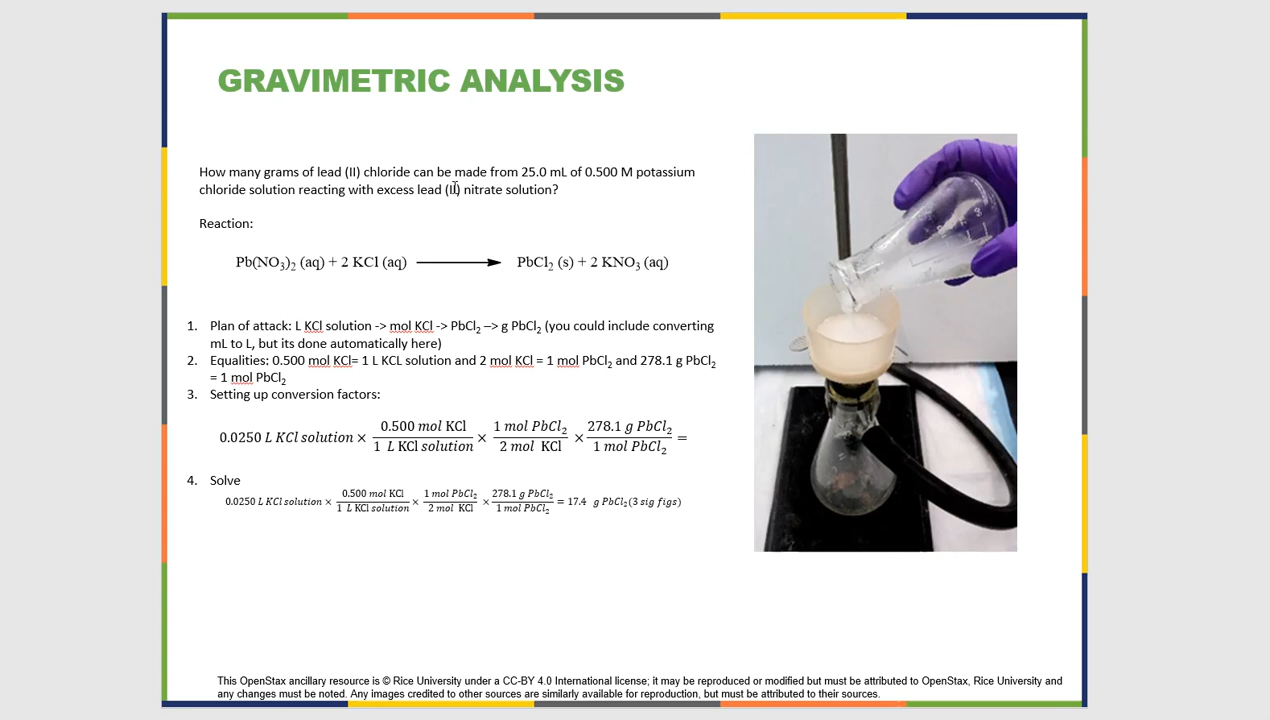 GRAVIMETRIC ANALYSIS
How many grams of lead (II) chloride can be made from 25.0 mL of 0.500 M potassium
chloride solution reacting with excess lead (II) nitrate solution?
Reaction:
Pb(NO₃)₂ (aq) + 2 KCl (aq) ⟶ PbCl₂ (s) + 2 KNO₃ (aq)
1. Plan of attack: L KCl solution -> mol KCl -> PbCl₂ –> g PbCl₂ (you could include converting
mL to L, but its done automatically here)
2. Equalities: 0.500 mol KCl= 1 L KCL solution and 2 mol KCl = 1 mol PbCl₂ and 278.1 g PbCl₂
= 1 mol PbCl₂
3. Setting up conversion factors:
0.0250 L KCl solution × (0.500 mol KCl / 1 L KCl solution) × (1 mol PbCl₂ / 2 mol KCl) × (278.1 g PbCl₂ / 1 mol PbCl₂) =
4. Solve
0.0250 L KCl solution × (0.500 mol KCl / 1 L KCl solution) × (1 mol PbCl₂ / 2 mol KCl) × (278.1 g PbCl₂ / 1 mol PbCl₂) = 17.4 g PbCl₂(3 sig figs)
This OpenStax ancillary resource is © Rice University under a CC-BY 4.0 International license; it may be reproduced or modified but must be attributed to OpenStax, Rice University and
any changes must be noted. Any images credited to other sources are similarly available for reproduction, but must be attributed to their sources.